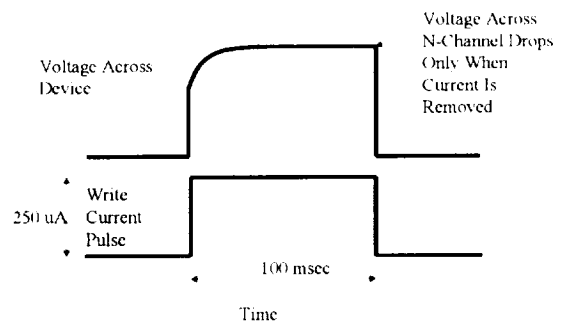 Voltage Across
Device
Voltage Across
N-Channel Drops
Only When
Current Is
Removed
250 uA
Write
Current
Pulse
100 msec
Time